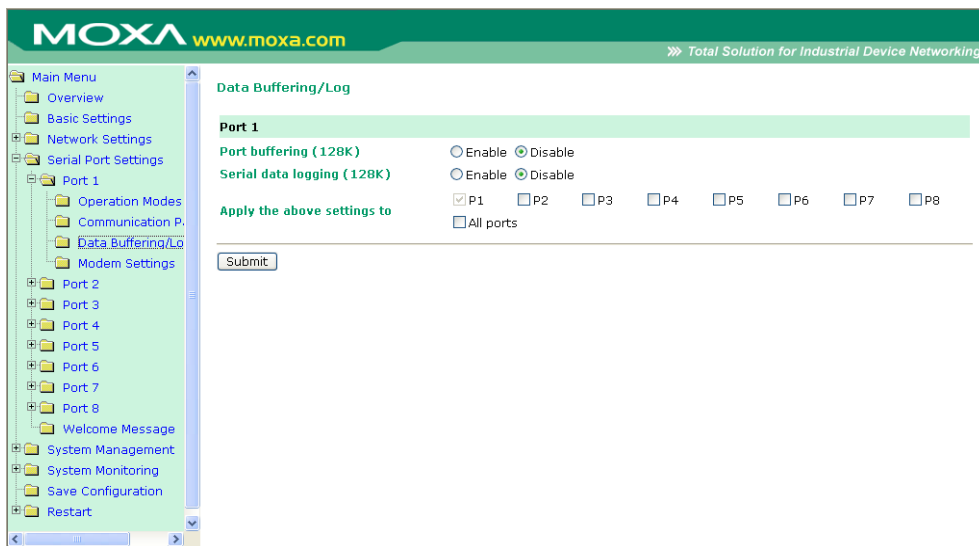 MOXA www.moxa.com
Total Solution for Industrial Device Networking
Main Menu
Overview
Basic Settings
Network Settings
Serial Port Settings
Port 1
Operation Modes
Communication Pa
Data Buffering/Lo
Modem Settings
Port 2
Port 3
Port 4
Port 5
Port 6
Port 7
Port 8
Welcome Message
System Management
System Monitoring
Save Configuration
Restart
Data Buffering/Log
Port 1
Port buffering (128K) Enable Disable
Serial data logging (128K) Enable Disable
Apply the above settings to P1 P2 P3 P4 P5 P6 P7 P8
All ports
Submit